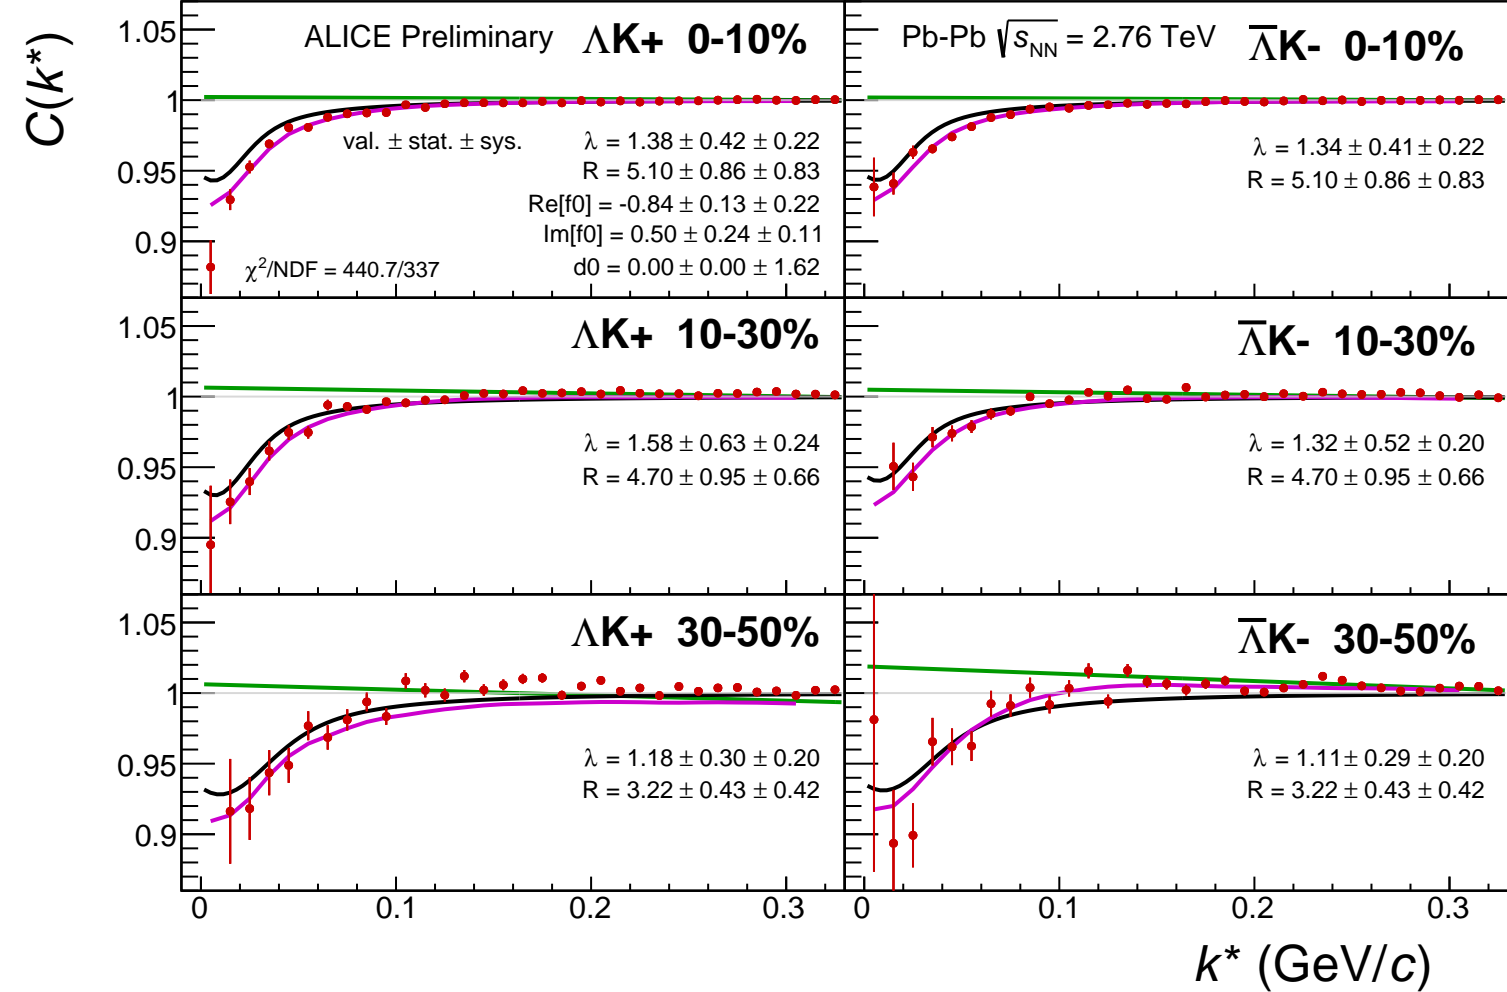 C(k*)
1.05
1
0.95
0.9
ALICE Preliminary
ΛK+ 0-10%
val. ± stat. ± sys.
λ = 1.38 ± 0.42 ± 0.22
R = 5.10 ± 0.86 ± 0.83
Re[f0] = -0.84 ± 0.13 ± 0.22
Im[f0] = 0.50 ± 0.24 ± 0.11
d0 = 0.00 ± 0.00 ± 1.62
χ²/NDF = 440.7/337
Pb-Pb √s_NN = 2.76 TeV
Λ̅K- 0-10%
λ = 1.34 ± 0.41 ± 0.22
R = 5.10 ± 0.86 ± 0.83
1.05
1
0.95
0.9
ΛK+ 10-30%
λ = 1.58 ± 0.63 ± 0.24
R = 4.70 ± 0.95 ± 0.66
Λ̅K- 10-30%
λ = 1.32 ± 0.52 ± 0.20
R = 4.70 ± 0.95 ± 0.66
1.05
1
0.95
0.9
ΛK+ 30-50%
λ = 1.18 ± 0.30 ± 0.20
R = 3.22 ± 0.43 ± 0.42
Λ̅K- 30-50%
λ = 1.11 ± 0.29 ± 0.20
R = 3.22 ± 0.43 ± 0.42
0 0.1 0.2 0.3
0 0.1 0.2 0.3
k* (GeV/c)